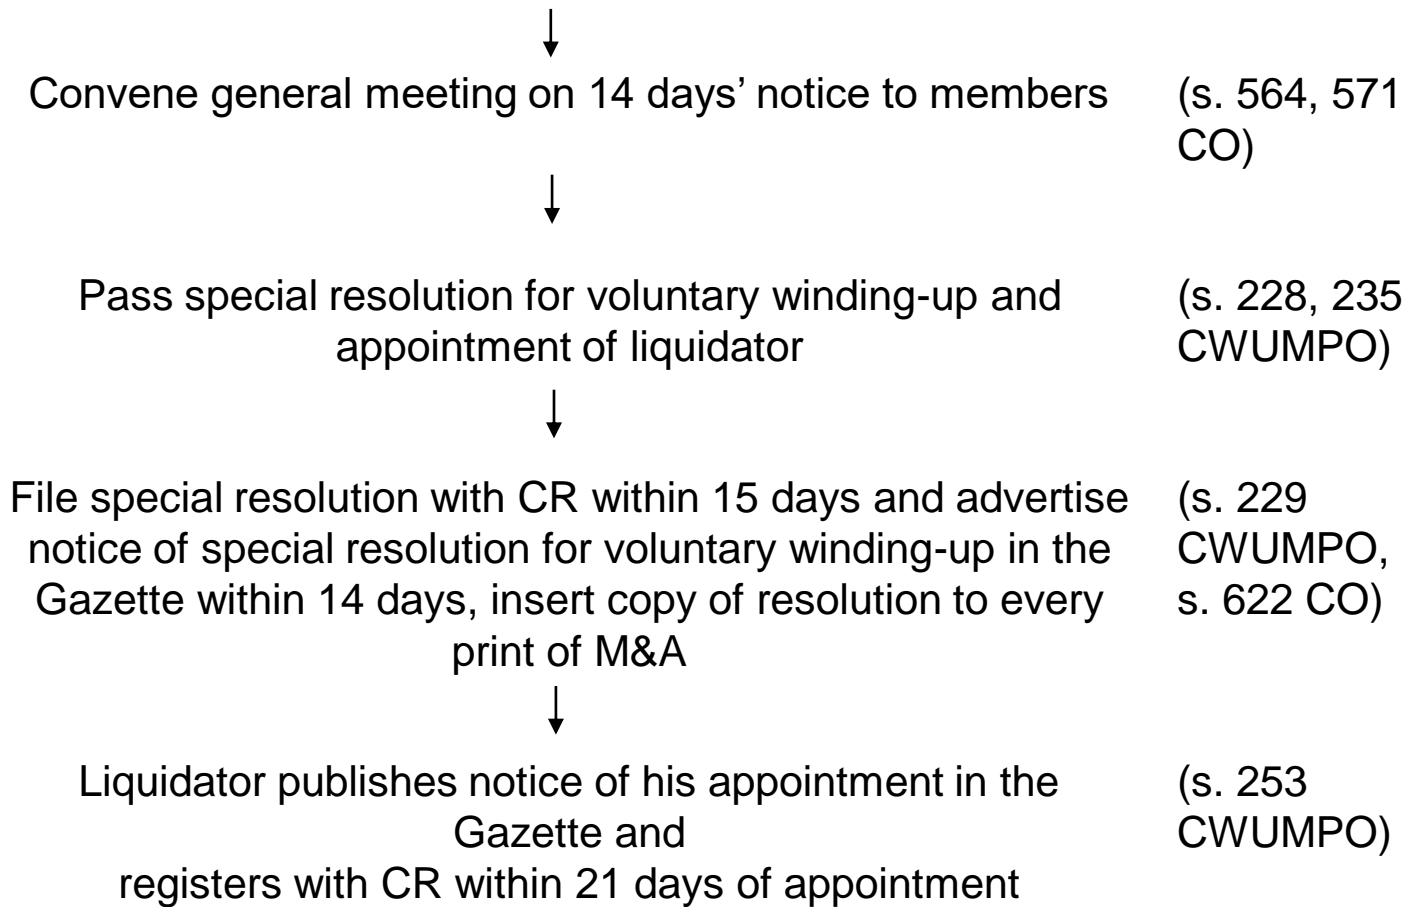 Convene general meeting on 14 days’ notice to members
(s. 564, 571
CO)
Pass special resolution for voluntary winding-up and
appointment of liquidator
(s. 228, 235
CWUMPO)
File special resolution with CR within 15 days and advertise
notice of special resolution for voluntary winding-up in the
Gazette within 14 days, insert copy of resolution to every
print of M&A
(s. 229
CWUMPO,
s. 622 CO)
Liquidator publishes notice of his appointment in the
Gazette and
registers with CR within 21 days of appointment
(s. 253
CWUMPO)